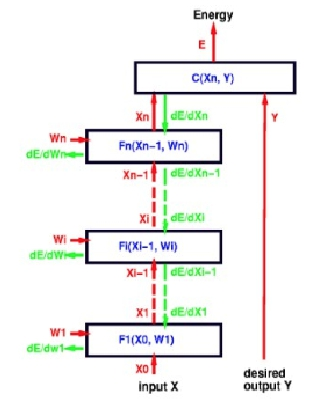 Energy
E
C(Xn, Y)
Xn
dE/dXn
Y
Wn
dE/dWn
Fn(Xn-1, Wn)
Xn-1
dE/dXn-1
Xi
dE/dXi
Wi
dE/dWi
Fi(Xi-1, Wi)
Xi-1
dE/dXi-1
X1
dE/dX1
W1
dE/dw1
F1(X0, W1)
X0
input X
desired
output Y